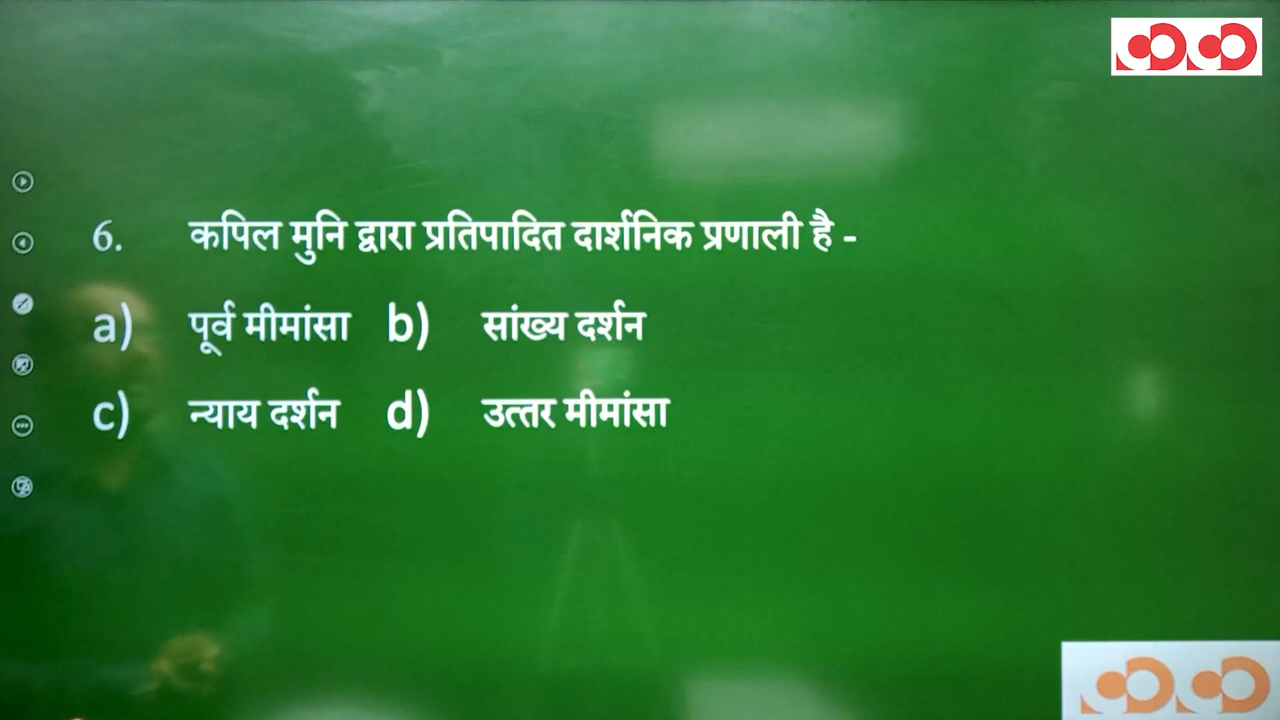 6. कपिल मुनि द्वारा प्रतिपादित दार्शनिक प्रणाली है -
a) पूर्व मीमांसा b) सांख्य दर्शन
c) न्याय दर्शन d) उत्तर मीमांसा